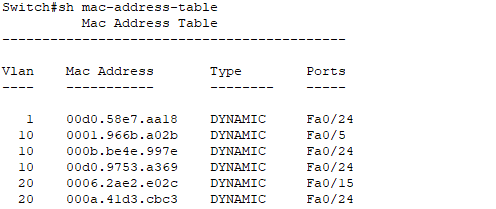 Switch#sh mac-address-table
Mac Address Table
-------------------------------------------
Vlan Mac Address Type Ports
---- ----------- -------- -----
1 00d0.58e7.aa18 DYNAMIC Fa0/24
10 0001.966b.a02b DYNAMIC Fa0/5
10 000b.be4e.997e DYNAMIC Fa0/24
10 00d0.9753.a369 DYNAMIC Fa0/24
20 0006.2ae2.e02c DYNAMIC Fa0/15
20 000a.41d3.cbc3 DYNAMIC Fa0/24